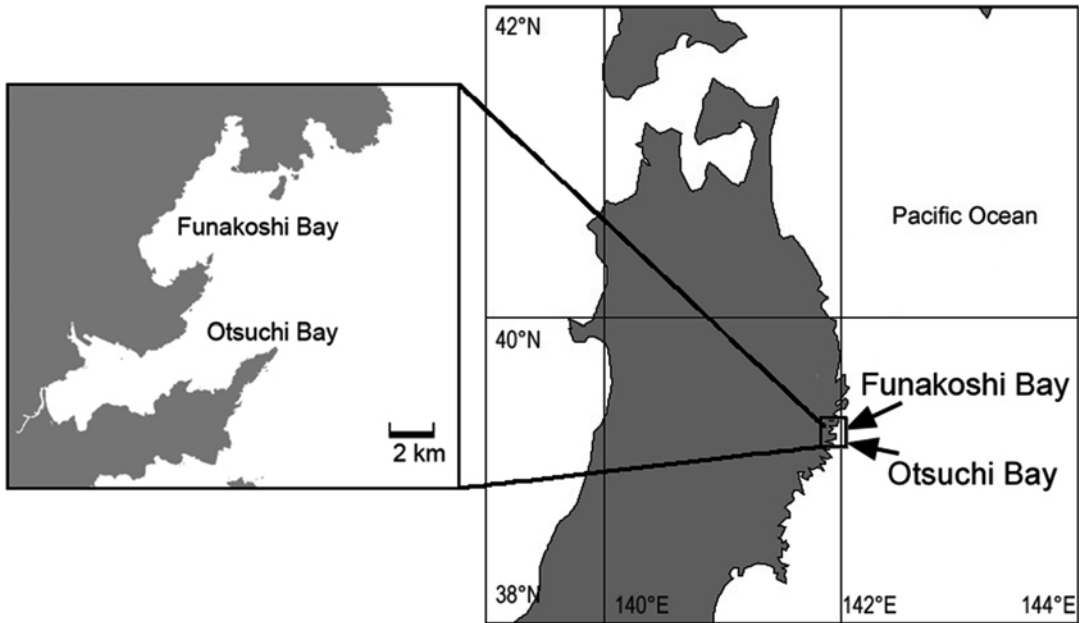 Funakoshi Bay
Otsuchi Bay
2 km
42°N
Pacific Ocean
40°N
Funakoshi Bay
Otsuchi Bay
38°N
140°E
142°E
144°E